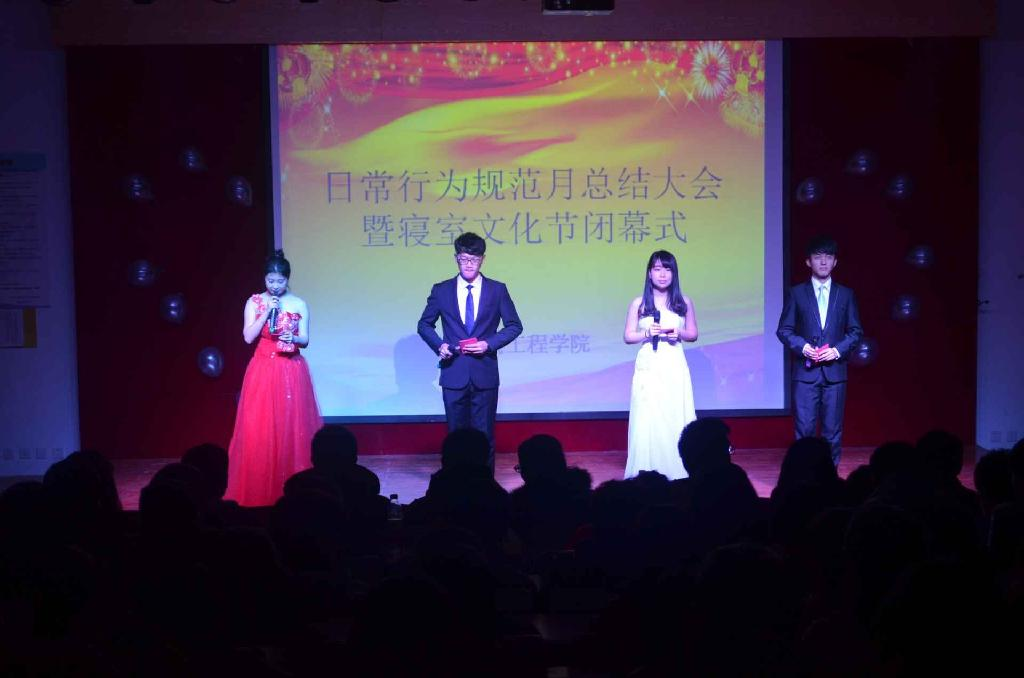 日常行为规范月总结大会
暨寝室文化节闭幕式
工程学院